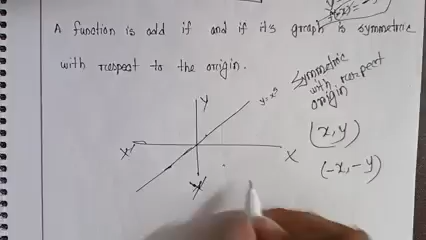 A function is odd if and if it's graph is symmetric
with respect to the origin.
Symmetric
with respect
origin
Y
y=x³
(x,y)
X' X
(-x,-y)